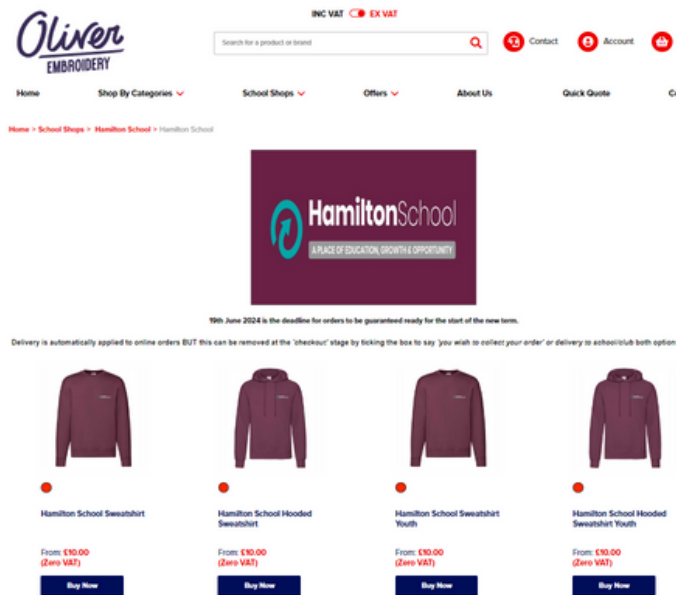 Oliver
EMBROIDERY
INC VAT EX VAT
Search for a product or brand
Contact
Account
Home
Shop By Categories
School Shops
Offers
About Us
Quick Quote
Home > School Shops > Hamilton School > Hamilton School
HamiltonSchool
A PLACE OF EDUCATION, GROWTH & OPPORTUNITY
19th June 2024 is the deadline for orders to be guaranteed ready for the start of the new term.
Delivery is automatically applied to online orders BUT this can be removed at the 'checkout' stage by ticking the box to say 'you wish to collect your order' or delivery to school/club both option
Hamilton School Sweatshirt
From: £10.00
(Zero VAT)
Buy Now
Hamilton School Hooded
Sweatshirt
From: £10.00
(Zero VAT)
Buy Now
Hamilton School Sweatshirt
Youth
From: £10.00
(Zero VAT)
Buy Now
Hamilton School Hooded
Sweatshirt Youth
From: £10.00
(Zero VAT)
Buy Now